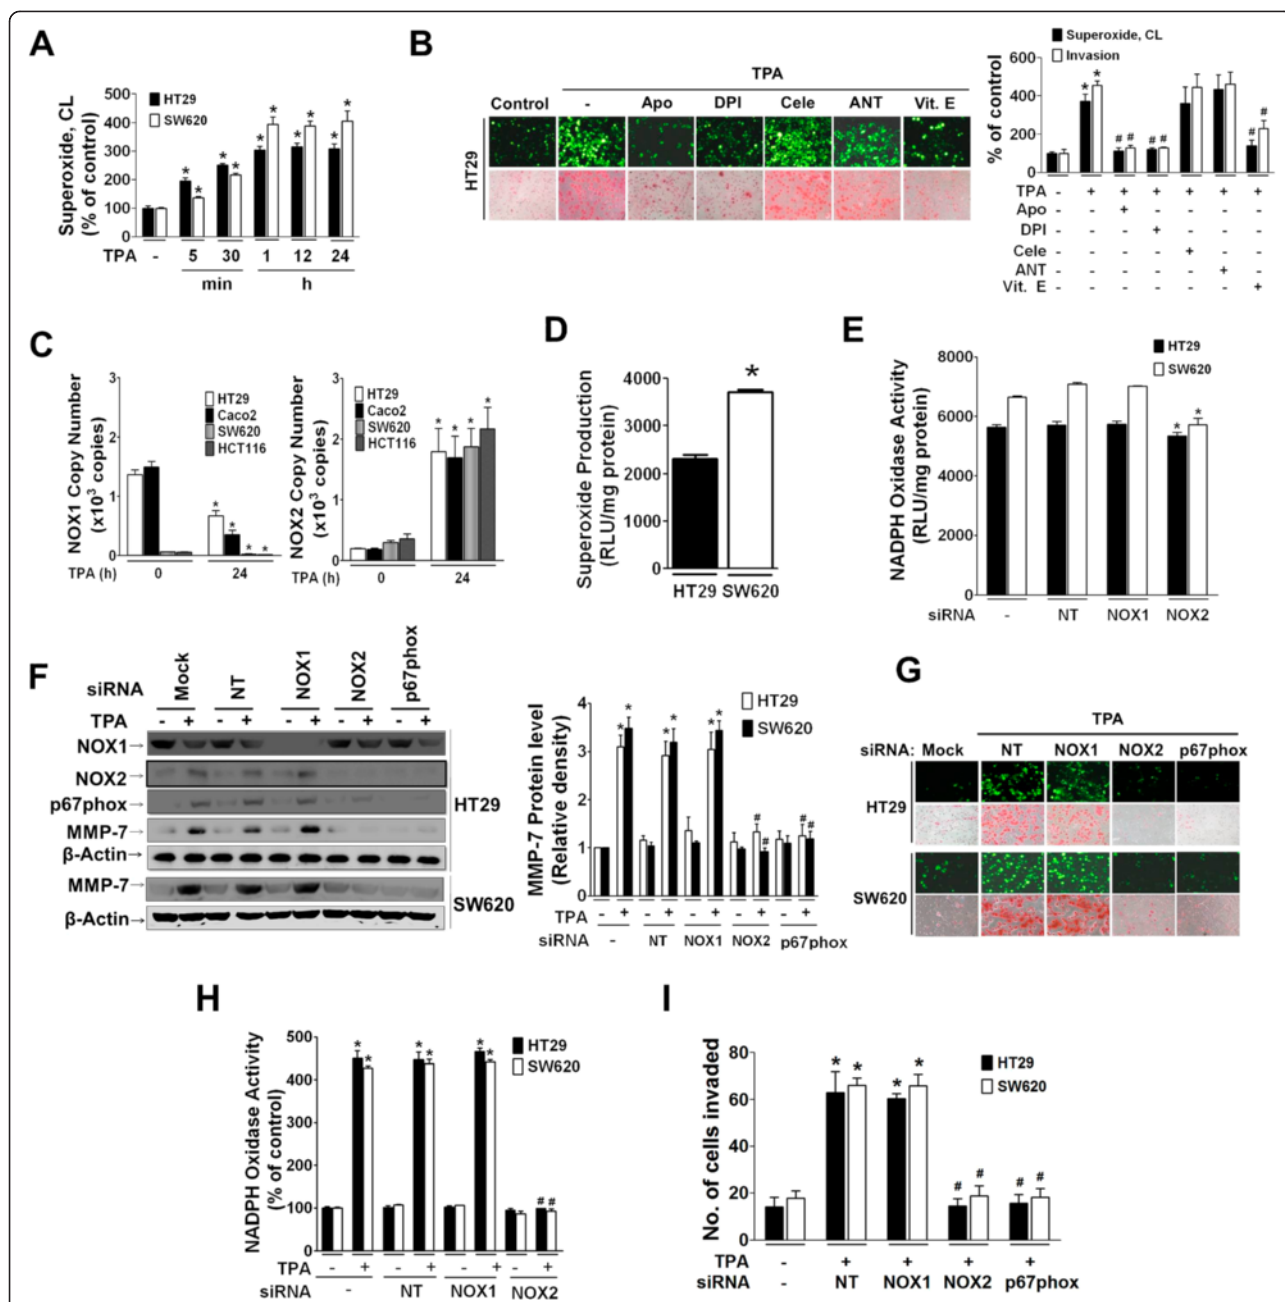 A
Superoxide, CL
(% of control)
500
400
300
200
100
0
HT29
SW620
* * * * * * * * * *
TPA - 5 30 1 12 24
min h
B
TPA
Control - Apo DPI Cele ANT Vit. E
HT29
Superoxide, CL
Invasion
% of control
600
400
200
0
* * # # # # # #
TPA - + + + + + +
Apo - - + - - - -
DPI - - - + - - -
Cele - - - - + - -
ANT - - - - - + -
Vit. E - - - - - - +
C
NOX1 Copy Number
(x10³ copies)
3
2
1
0
HT29
Caco2
SW620
HCT116
* * * *
TPA (h) 0 24
NOX2 Copy Number
(x10³ copies)
3
2
1
0
HT29
Caco2
SW620
HCT116
* * * *
TPA (h) 0 24
D
Superoxide Production
(RLU/mg protein)
4000
3000
2000
1000
0
*
HT29 SW620
E
NADPH Oxidase Activity
(RLU/mg protein)
8000
6000
4000
2000
0
HT29
SW620
* *
siRNA - NT NOX1 NOX2
F
siRNA Mock NT NOX1 NOX2 p67phox
TPA - + - + - + - + - +
NOX1
NOX2
p67phox
MMP-7
β-Actin
HT29
MMP-7
β-Actin
SW620
MMP-7 Protein level
(Relative density)
4
3
2
1
0
HT29
SW620
* * * * * * # # # #
TPA - + - + - + - + - +
siRNA - NT NOX1 NOX2 p67phox
G
TPA
siRNA: Mock NT NOX1 NOX2 p67phox
HT29
SW620
H
NADPH Oxidase Activity
(% of control)
500
400
300
200
100
0
HT29
SW620
* * * * * * # #
TPA - + - + - + - +
siRNA - NT NOX1 NOX2
I
No. of cells invaded
80
60
40
20
0
HT29
SW620
* * * * # # # #
TPA - + + + +
siRNA NT NOX1 NOX2 p67phox